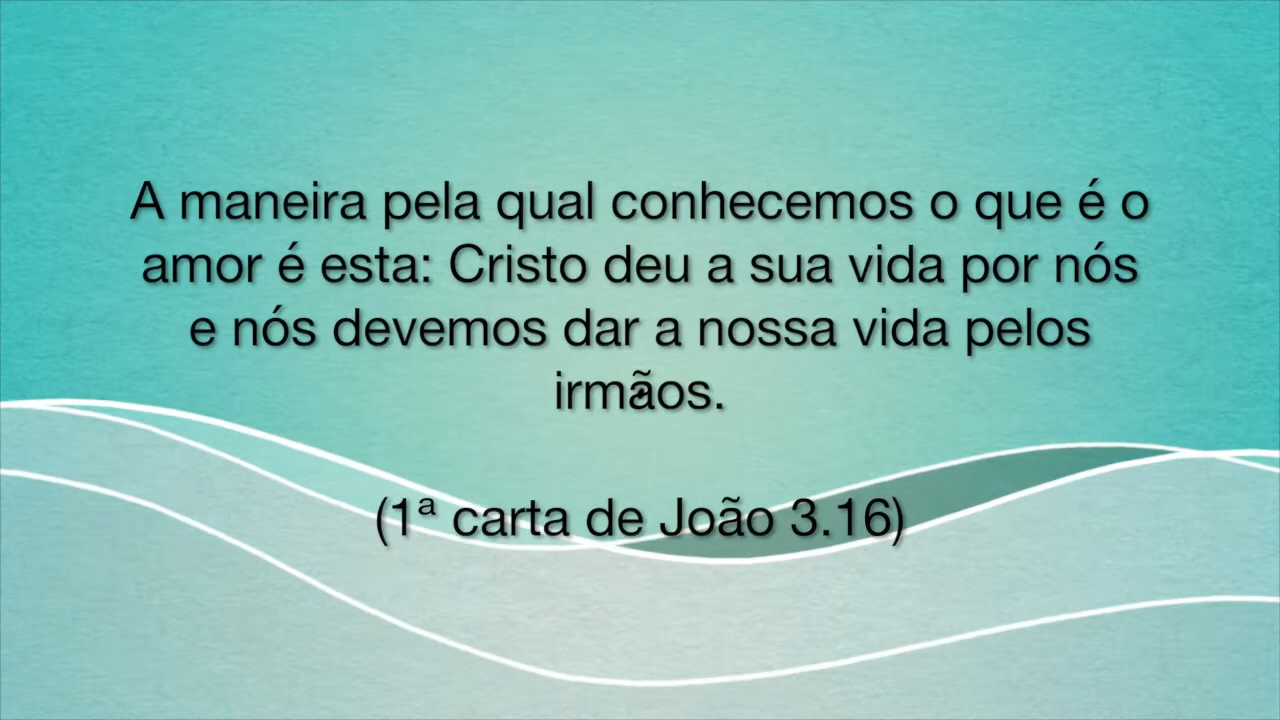 A maneira pela qual conhecemos o que é o
amor é esta: Cristo deu a sua vida por nós
e nós devemos dar a nossa vida pelos
irmãos.
(1ª carta de João 3.16)